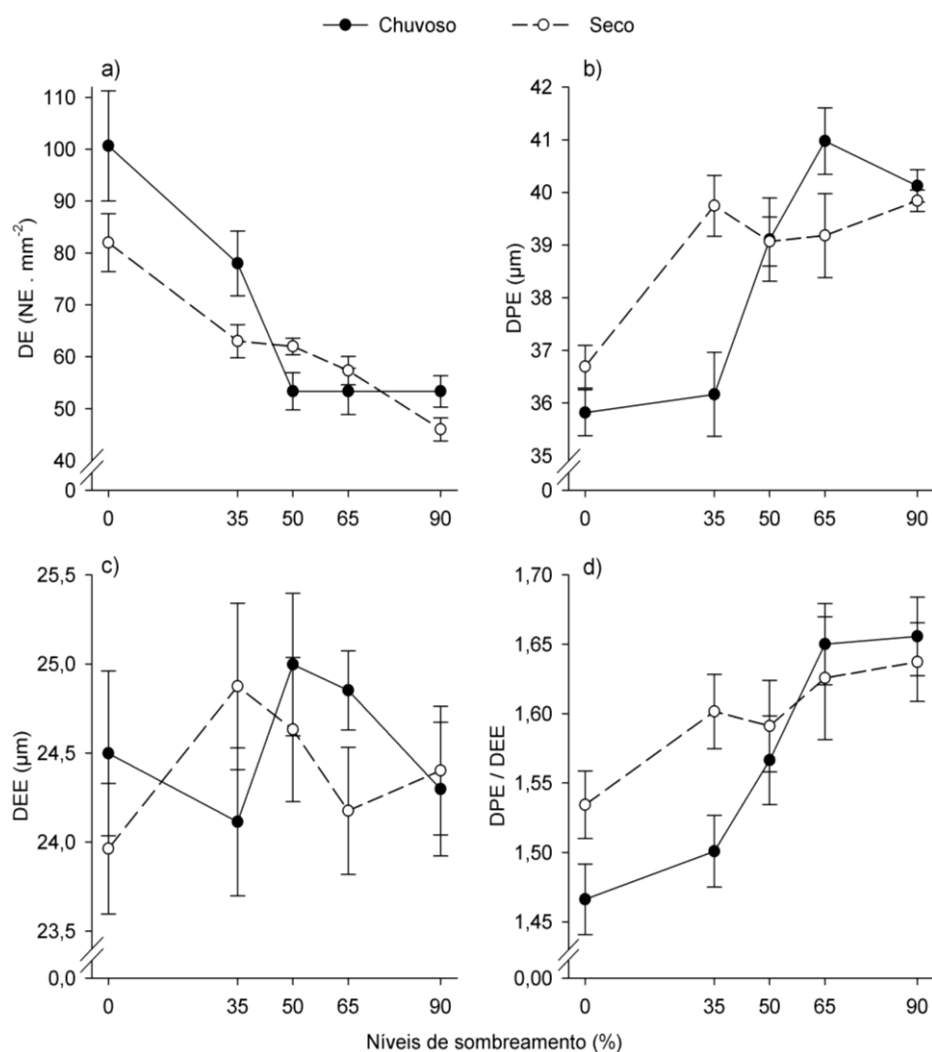 Chuvoso Seco
a)
DE (NE . mm-2)
110
100
90
80
70
60
50
40
0
0 35 50 65 90
b)
DPE (µm)
42
41
40
39
38
37
36
35
0
0 35 50 65 90
c)
DEE (µm)
25,5
25,0
24,5
24,0
23,5
0,0
0 35 50 65 90
d)
DPE / DEE
1,70
1,65
1,60
1,55
1,50
1,45
0,00
0 35 50 65 90
Níveis de sombreamento (%)